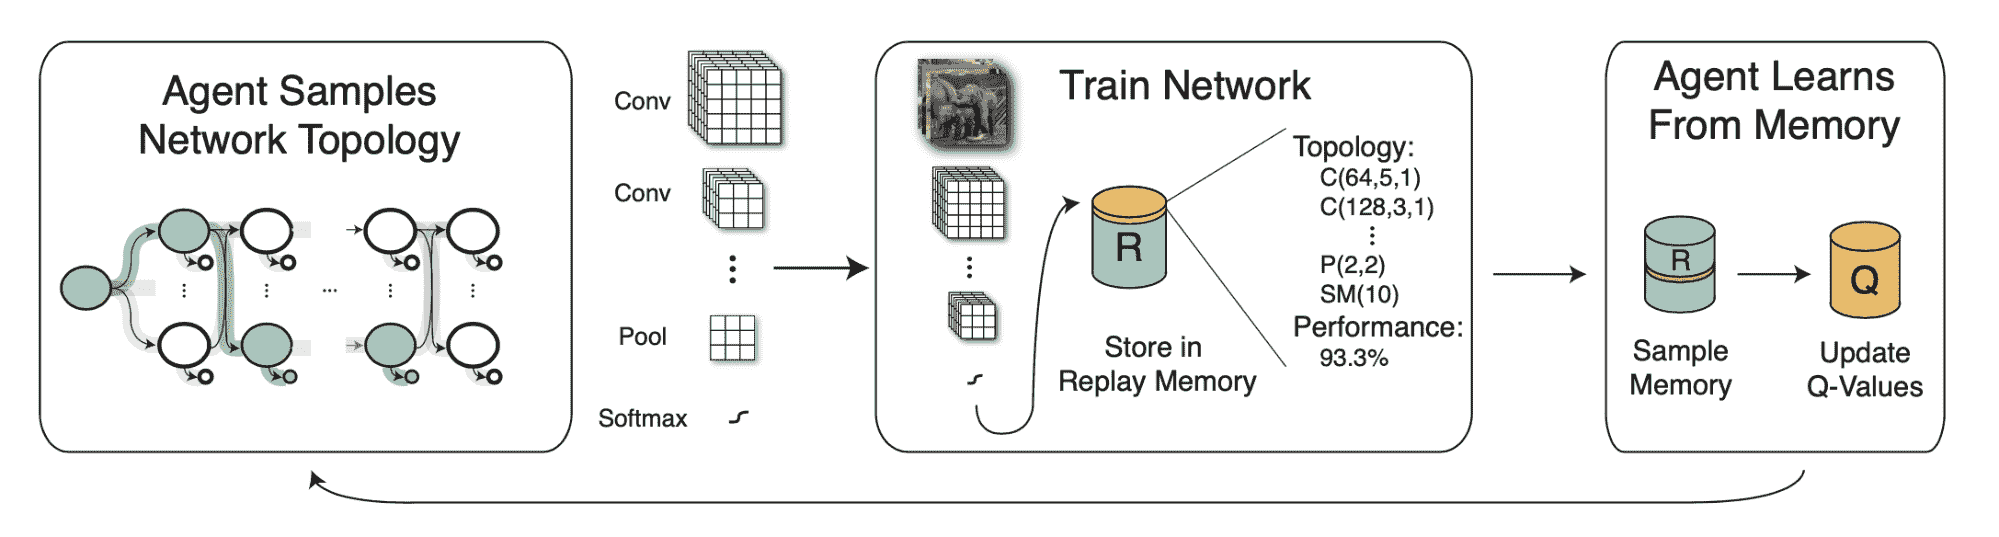 Agent Samples
Network Topology
Conv
Conv
Pool
Softmax
Train Network
R
Store in
Replay Memory
Topology:
C(64,5,1)
C(128,3,1)
P(2,2)
SM(10)
Performance:
93.3%
Agent Learns
From Memory
R
Sample
Memory
Q
Update
Q-Values